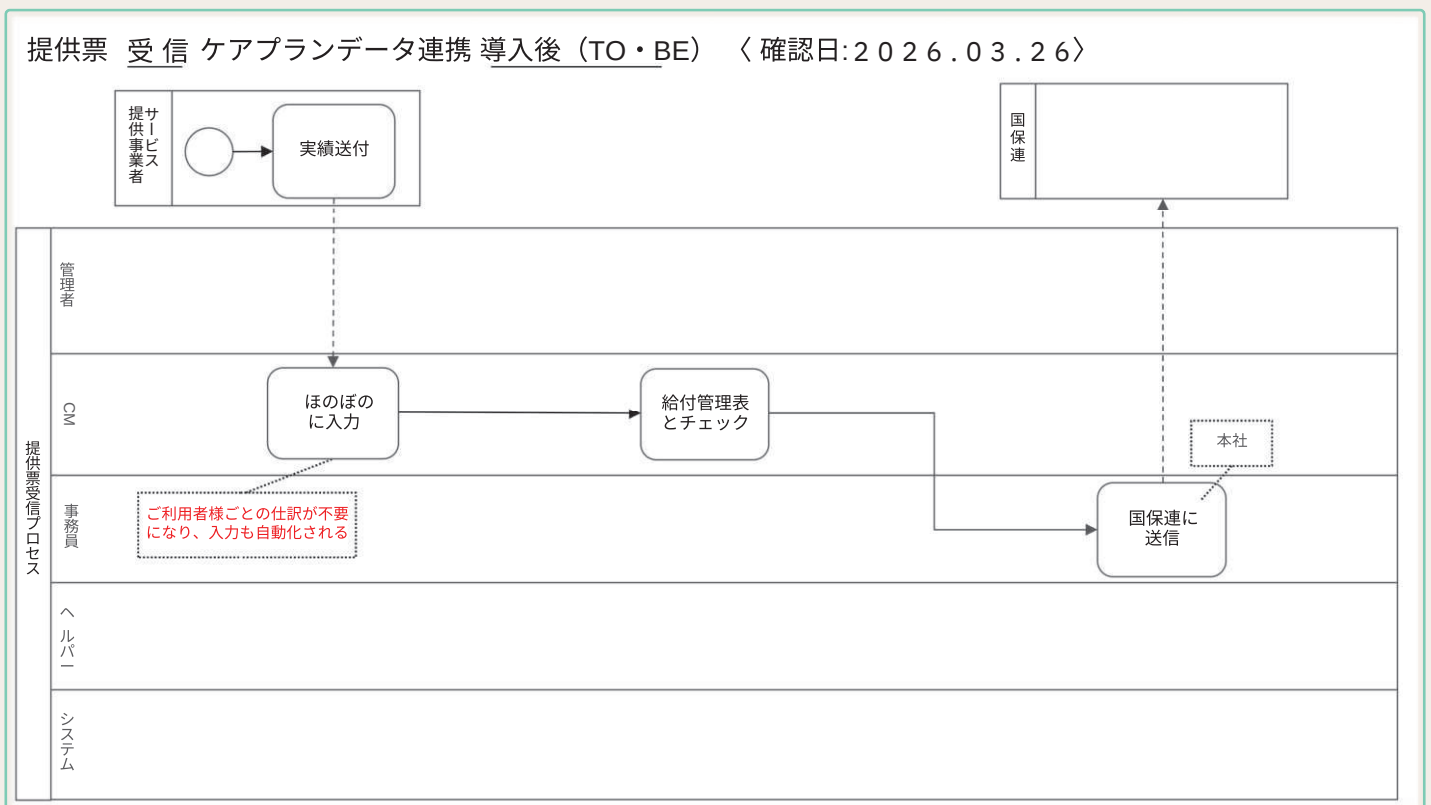 提供票 受信 ケアプランデータ連携 導入後（TO・BE） 〈 確認日:2026.03.26〉
サービス
提供事業者
実績送付
国保連
提供票受信プロセス
管理者
CM
ほのぼの
に入力
給付管理表
とチェック
本社
事務員
ご利用者様ごとの仕訳が不要
になり、入力も自動化される
国保連に
送信
ヘルパー
システム